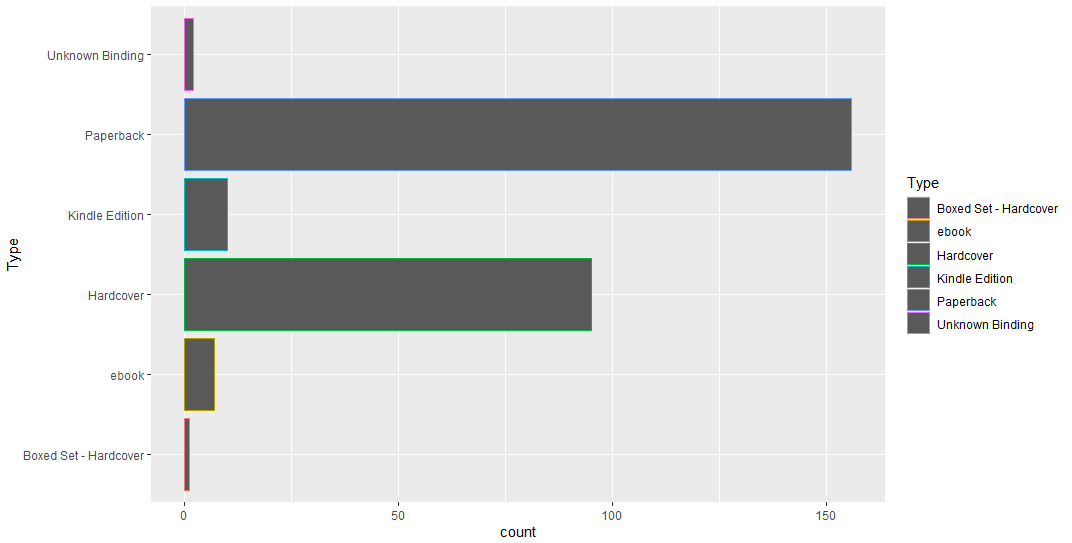 Unknown Binding
Paperback
Kindle Edition
Hardcover
ebook
Boxed Set - Hardcover
Type
0 50 100 150
count
Type
Boxed Set - Hardcover
ebook
Hardcover
Kindle Edition
Paperback
Unknown Binding